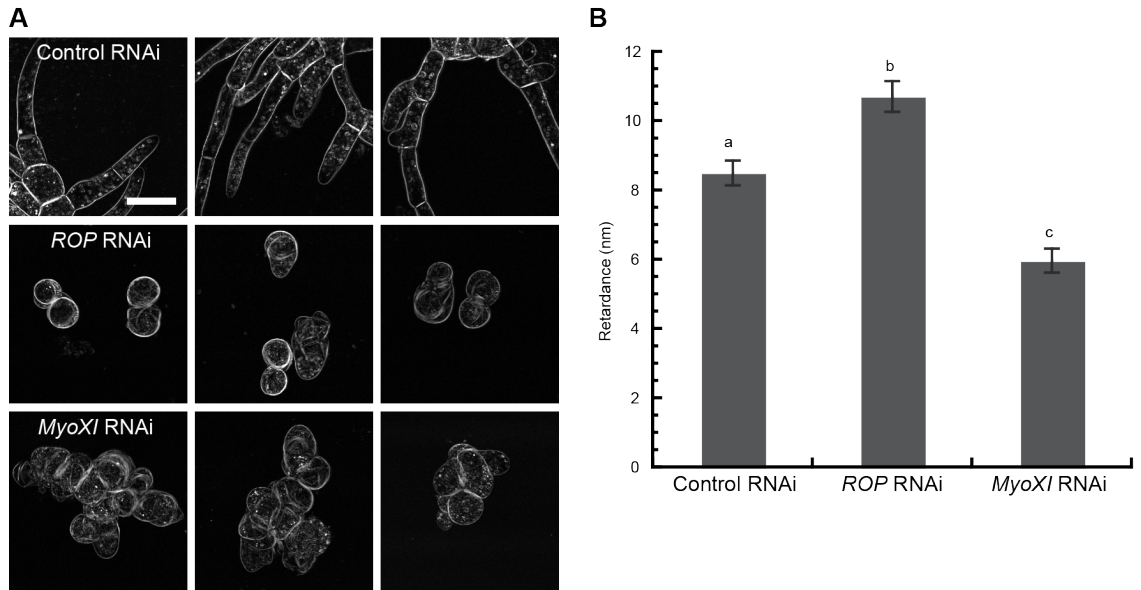 A
Control RNAi
ROP RNAi
MyoXI RNAi
B
12
10
8
6
4
2
0
Retardance (nm)
a
b
c
Control RNAi
ROP RNAi
MyoXI RNAi